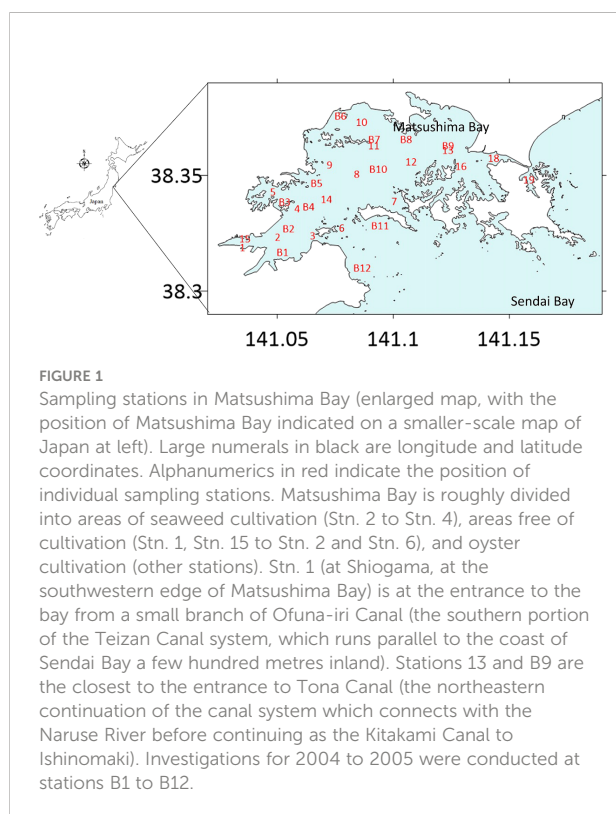 B6
10
Matsushima Bay
B7
11
B8
B9
13
12
18
16
38.35
9
8
B10
15
B5
5
B3
4
B4
14
7
6
B11
B2
2
3
19
1
B1
B12
Japan
38.3
Sendai Bay
141.05
141.1
141.15
FIGURE 1
Sampling stations in Matsushima Bay (enlarged map, with the
position of Matsushima Bay indicated on a smaller-scale map of
Japan at left). Large numerals in black are longitude and latitude
coordinates. Alphanumerics in red indicate the position of
individual sampling stations. Matsushima Bay is roughly divided
into areas of seaweed cultivation (Stn. 2 to Stn. 4), areas free of
cultivation (Stn. 1, Stn. 15 to Stn. 2 and Stn. 6), and oyster
cultivation (other stations). Stn. 1 (at Shiogama, at the
southwestern edge of Matsushima Bay) is at the entrance to the
bay from a small branch of Ofuna-iri Canal (the southern portion
of the Teizan Canal system, which runs parallel to the coast of
Sendai Bay a few hundred metres inland). Stations 13 and B9 are
the closest to the entrance to Tona Canal (the northeastern
continuation of the canal system which connects with the
Naruse River before continuing as the Kitakami Canal to
Ishinomaki). Investigations for 2004 to 2005 were conducted at
stations B1 to B12.